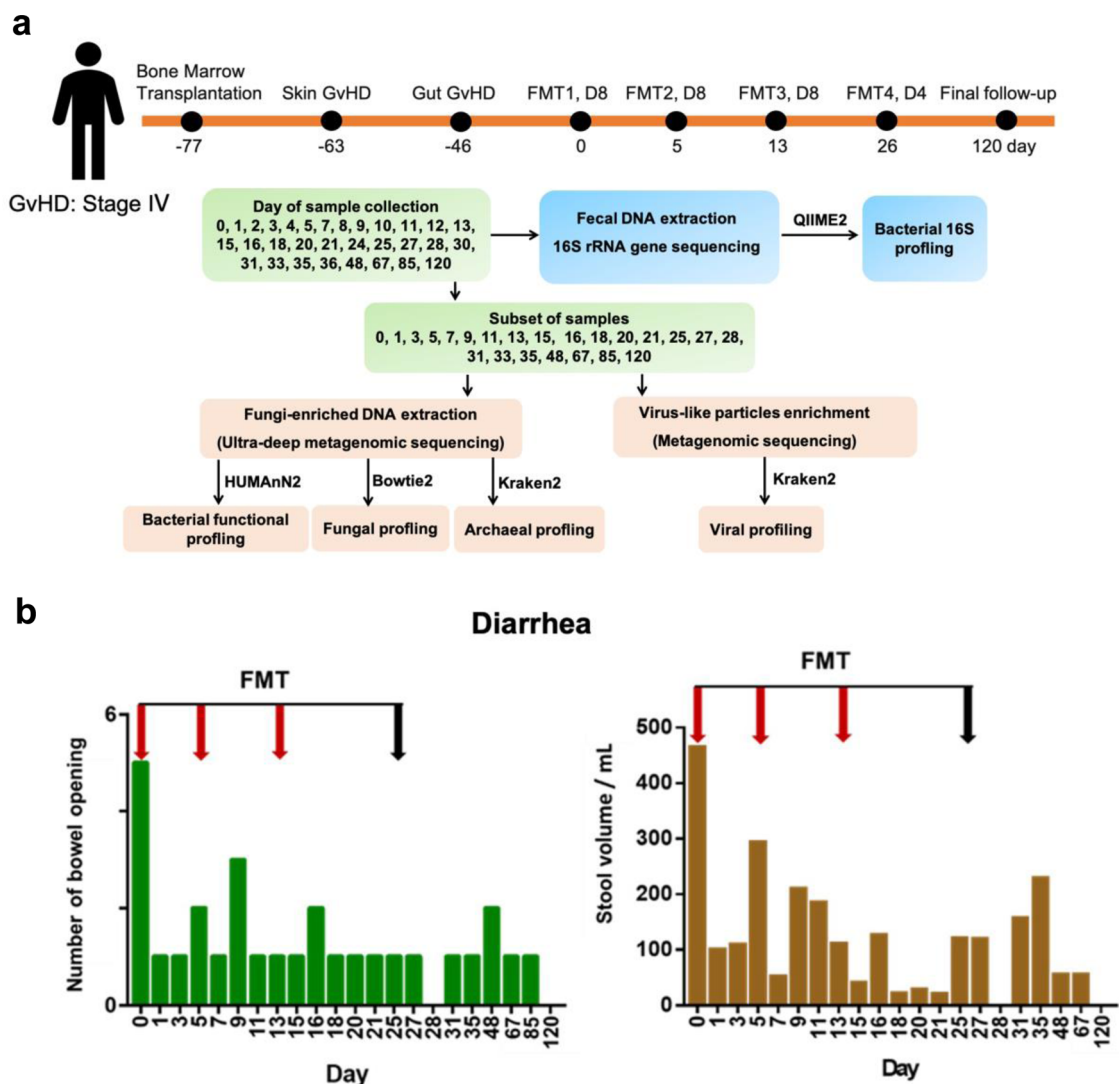 a
Bone Marrow
Transplantation
Skin GvHD
Gut GvHD
FMT1, D8
FMT2, D8
FMT3, D8
FMT4, D4
Final follow-up
-77
-63
-46
0
5
13
26
120 day
GvHD: Stage IV
Day of sample collection
0, 1, 2, 3, 4, 5, 7, 8, 9, 10, 11, 12, 13,
15, 16, 18, 20, 21, 24, 25, 27, 28, 30,
31, 33, 35, 36, 48, 67, 85, 120
Fecal DNA extraction
16S rRNA gene sequencing
QIIME2
Bacterial 16S
profling
Subset of samples
0, 1, 3, 5, 7, 9, 11, 13, 15, 16, 18, 20, 21, 25, 27, 28,
31, 33, 35, 48, 67, 85, 120
Fungi-enriched DNA extraction
(Ultra-deep metagenomic sequencing)
Virus-like particles enrichment
(Metagenomic sequencing)
HUMAnN2
Bowtie2
Kraken2
Kraken2
Bacterial functional
profling
Fungal profling
Archaeal profling
Viral profiling
b
Diarrhea
FMT
Number of bowel opening
6
0
0 1 3 5 7 9 11 13 15 16 18 20 21 25 27 28 31 35 48 67 85 120
Day
FMT
Stool volume / mL
500
400
300
200
100
0
0 1 3 5 7 9 11 13 15 16 18 20 21 25 27 28 31 35 48 67 120
Day